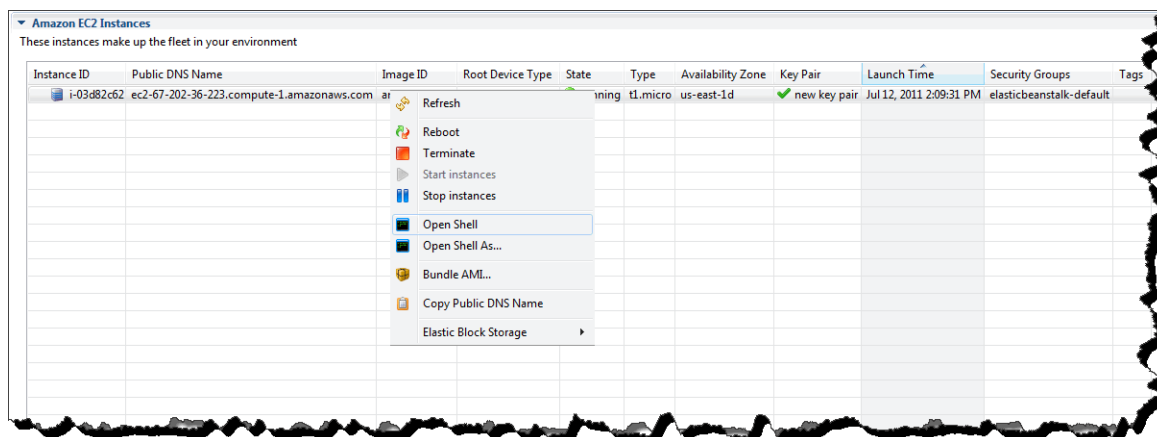 Amazon EC2 Instances
These instances make up the fleet in your environment
Instance ID Public DNS Name Image ID Root Device Type State Type Availability Zone Key Pair Launch Time Security Groups Tags
i-03d82c62 ec2-67-202-36-223.compute-1.amazonaws.com t1.micro us-east-1d new key pair Jul 12, 2011 2:09:31 PM elasticbeanstalk-default
Refresh
Reboot
Terminate
Start instances
Stop instances
Open Shell
Open Shell As...
Bundle AMI...
Copy Public DNS Name
Elastic Block Storage